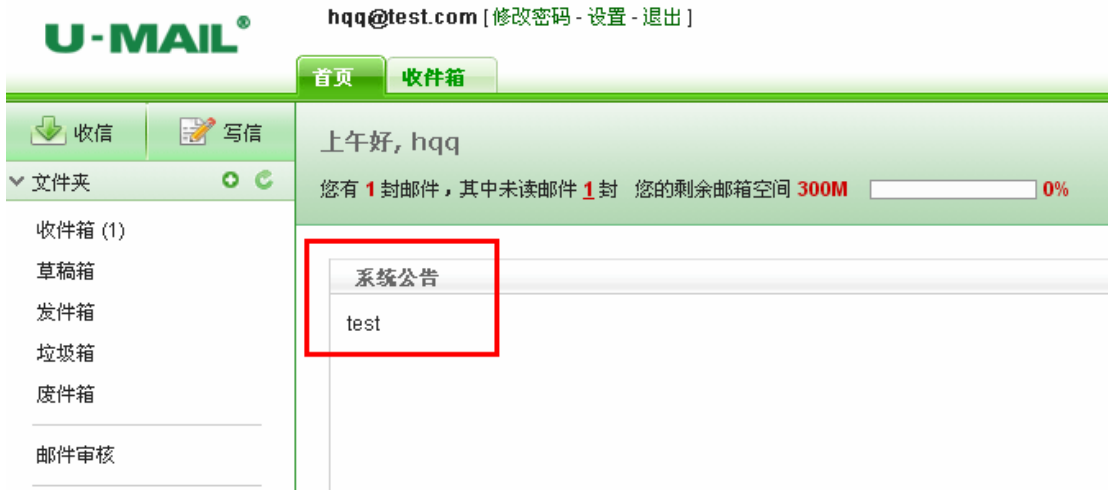 U-MAIL®
hqq@test.com [修改密码 - 设置 - 退出]
首页 收件箱
收信 写信
文件夹
收件箱 (1)
草稿箱
发件箱
垃圾箱
废件箱
邮件审核
上午好, hqq
您有 1 封邮件，其中未读邮件 1 封 您的剩余邮箱空间 300M 0%
系统公告
test